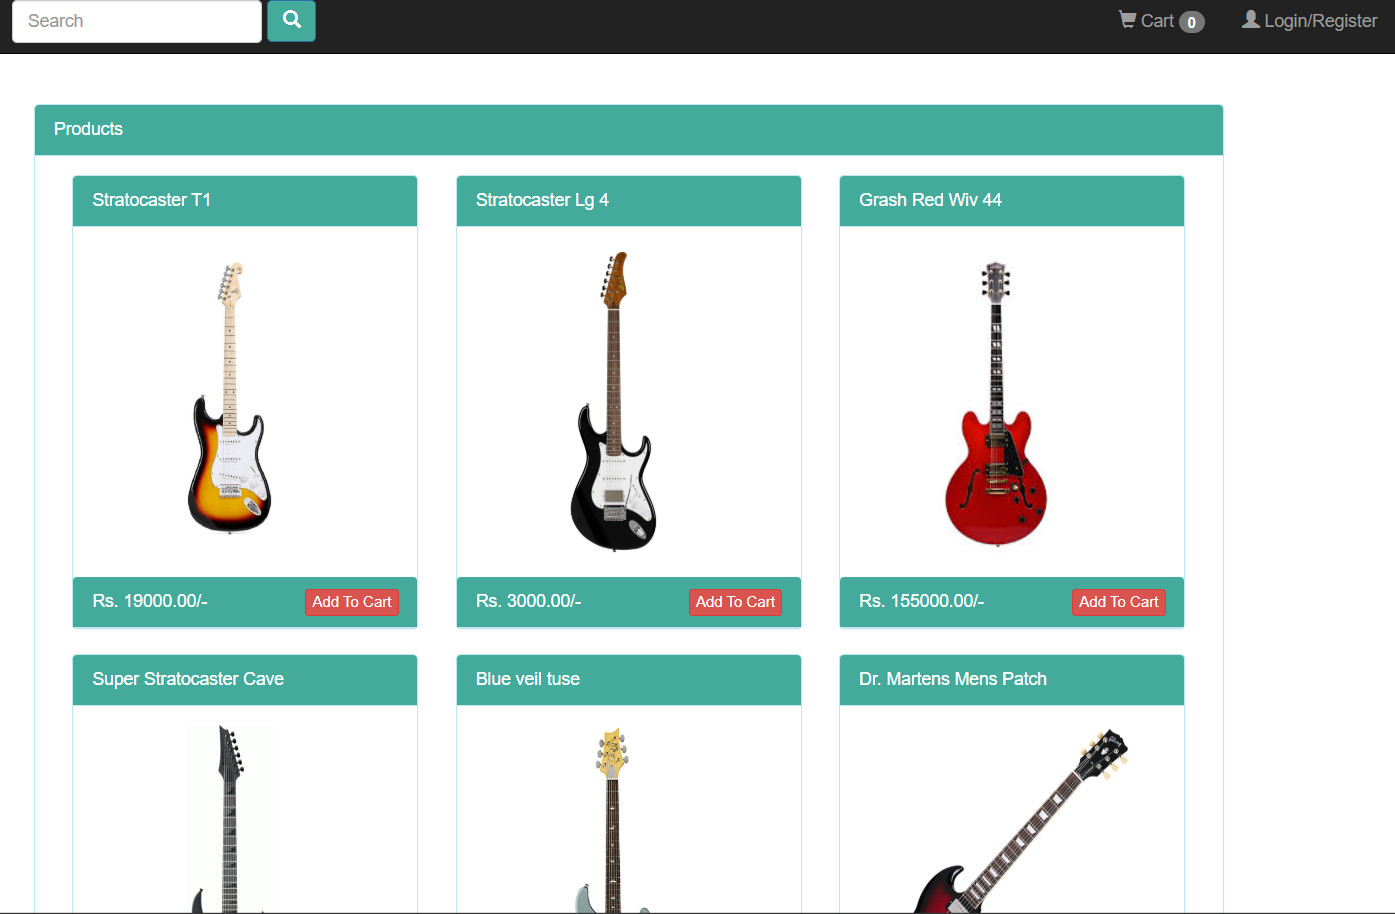 Search
Cart 0
Login/Register
Products
Stratocaster T1
Stratocaster Lg 4
Grash Red Wiv 44
Rs. 19000.00/-
Add To Cart
Rs. 3000.00/-
Add To Cart
Rs. 155000.00/-
Add To Cart
Super Stratocaster Cave
Blue veil tuse
Dr. Martens Mens Patch